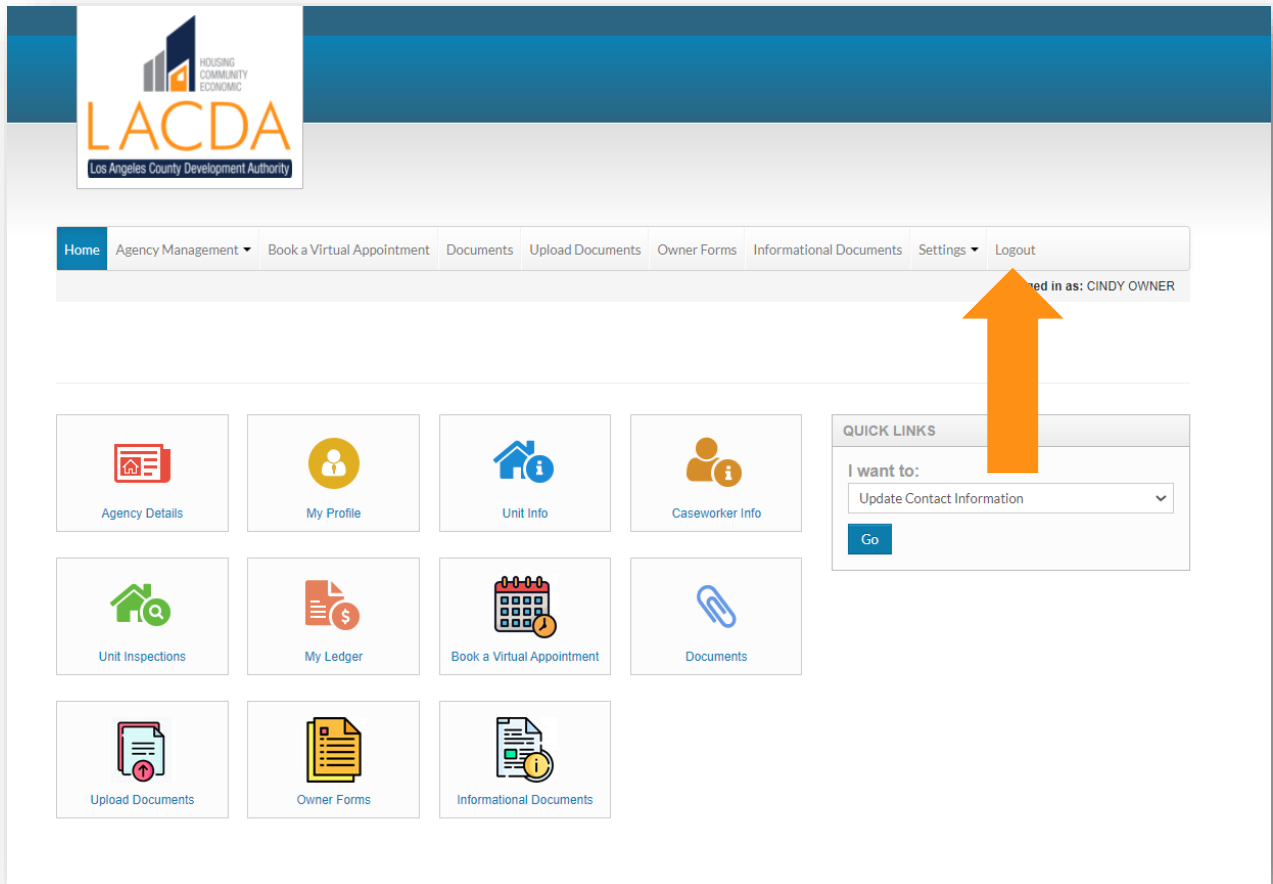 HOUSING
COMMUNITY
ECONOMIC
LACDA
Los Angeles County Development Authority
Home Agency Management Book a Virtual Appointment Documents Upload Documents Owner Forms Informational Documents Settings Logout
in as: CINDY OWNER
Agency Details
My Profile
Unit Info
Caseworker Info
QUICK LINKS
I want to:
Update Contact Information
Go
Unit Inspections
My Ledger
Book a Virtual Appointment
Documents
Upload Documents
Owner Forms
Informational Documents